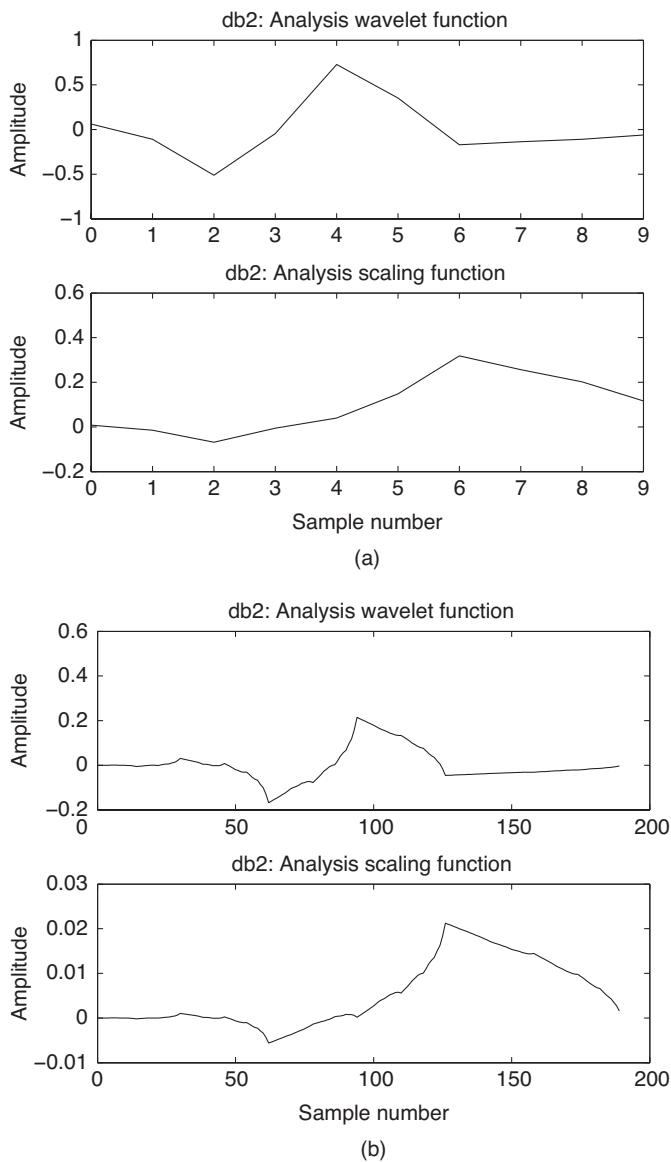 db2: Analysis wavelet function
1
0.5
0
−0.5
−1
Amplitude
0 1 2 3 4 5 6 7 8 9
db2: Analysis scaling function
0.6
0.4
0.2
0
−0.2
Amplitude
0 1 2 3 4 5 6 7 8 9
Sample number
(a)
db2: Analysis wavelet function
0.6
0.4
0.2
0
−0.2
Amplitude
0 50 100 150 200
db2: Analysis scaling function
0.03
0.02
0.01
0
−0.01
Amplitude
0 50 100 150 200
Sample number
(b)